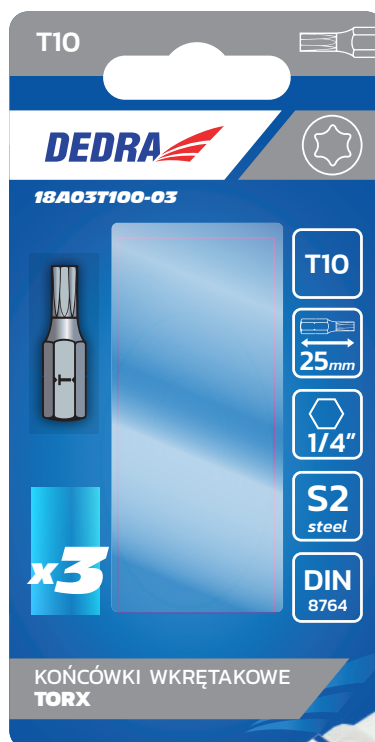 T10
DEDRA
18A03T100-03
T10
25mm
1/4”
T
S2
steel
x3
DIN
8764
KOŃCÓWKI WKRĘTAKOWE
TORX